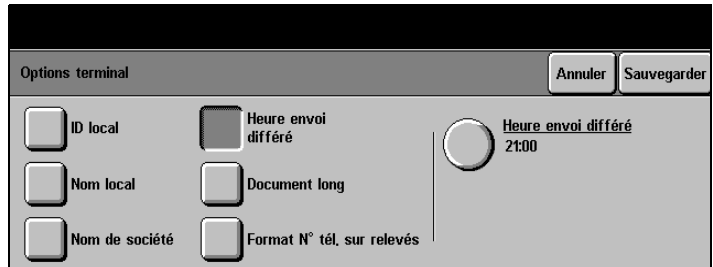 Options terminal
Annuler
Sauvegarder
ID local
Heure envoi
différé
Heure envoi différé
21:00
Nom local
Document long
Nom de société
Format N° tél. sur relevés